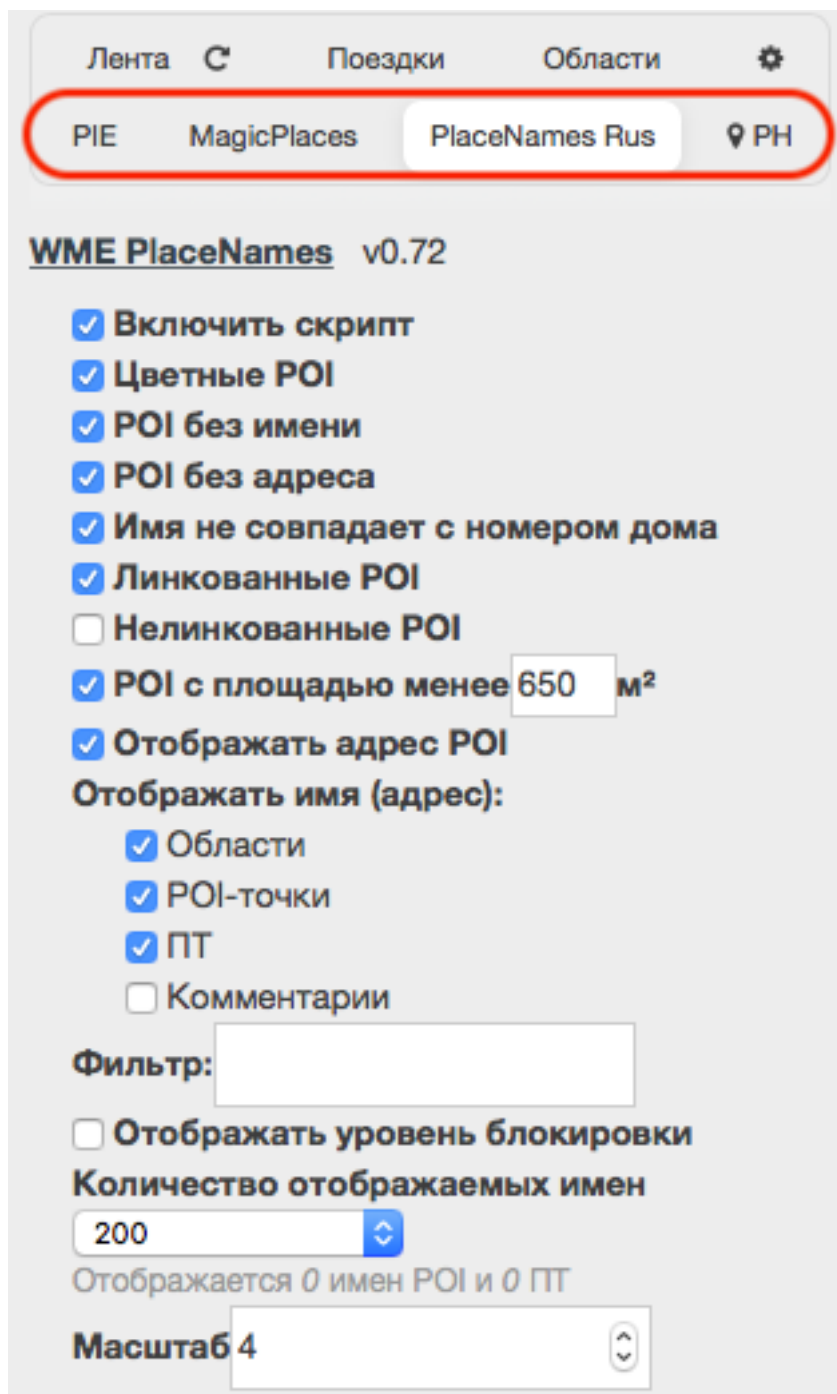 Лента Поездки Области
PIE MagicPlaces PlaceNames Rus PH
WME PlaceNames v0.72
Включить скрипт
Цветные POI
POI без имени
POI без адреса
Имя не совпадает с номером дома
Линкованные POI
Нелинкованные POI
POI с площадью менее 650 м²
Отображать адрес POI
Отображать имя (адрес):
Области
POI-точки
ПТ
Комментарии
Фильтр:
Отображать уровень блокировки
Количество отображаемых имен
200
Отображается 0 имен POI и 0 ПТ
Масштаб 4